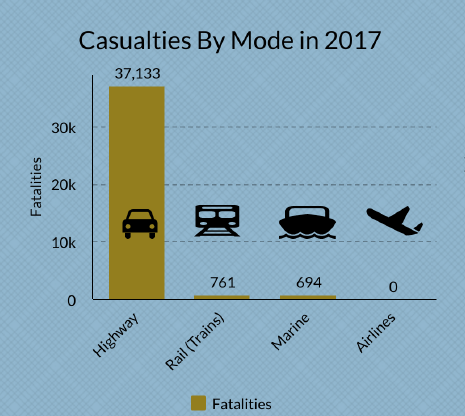 Casualties By Mode in 2017
37,133
30k
20k
10k
0
Fatalities
761
694
0
Highway
Rail (Trains)
Marine
Airlines
Fatalities